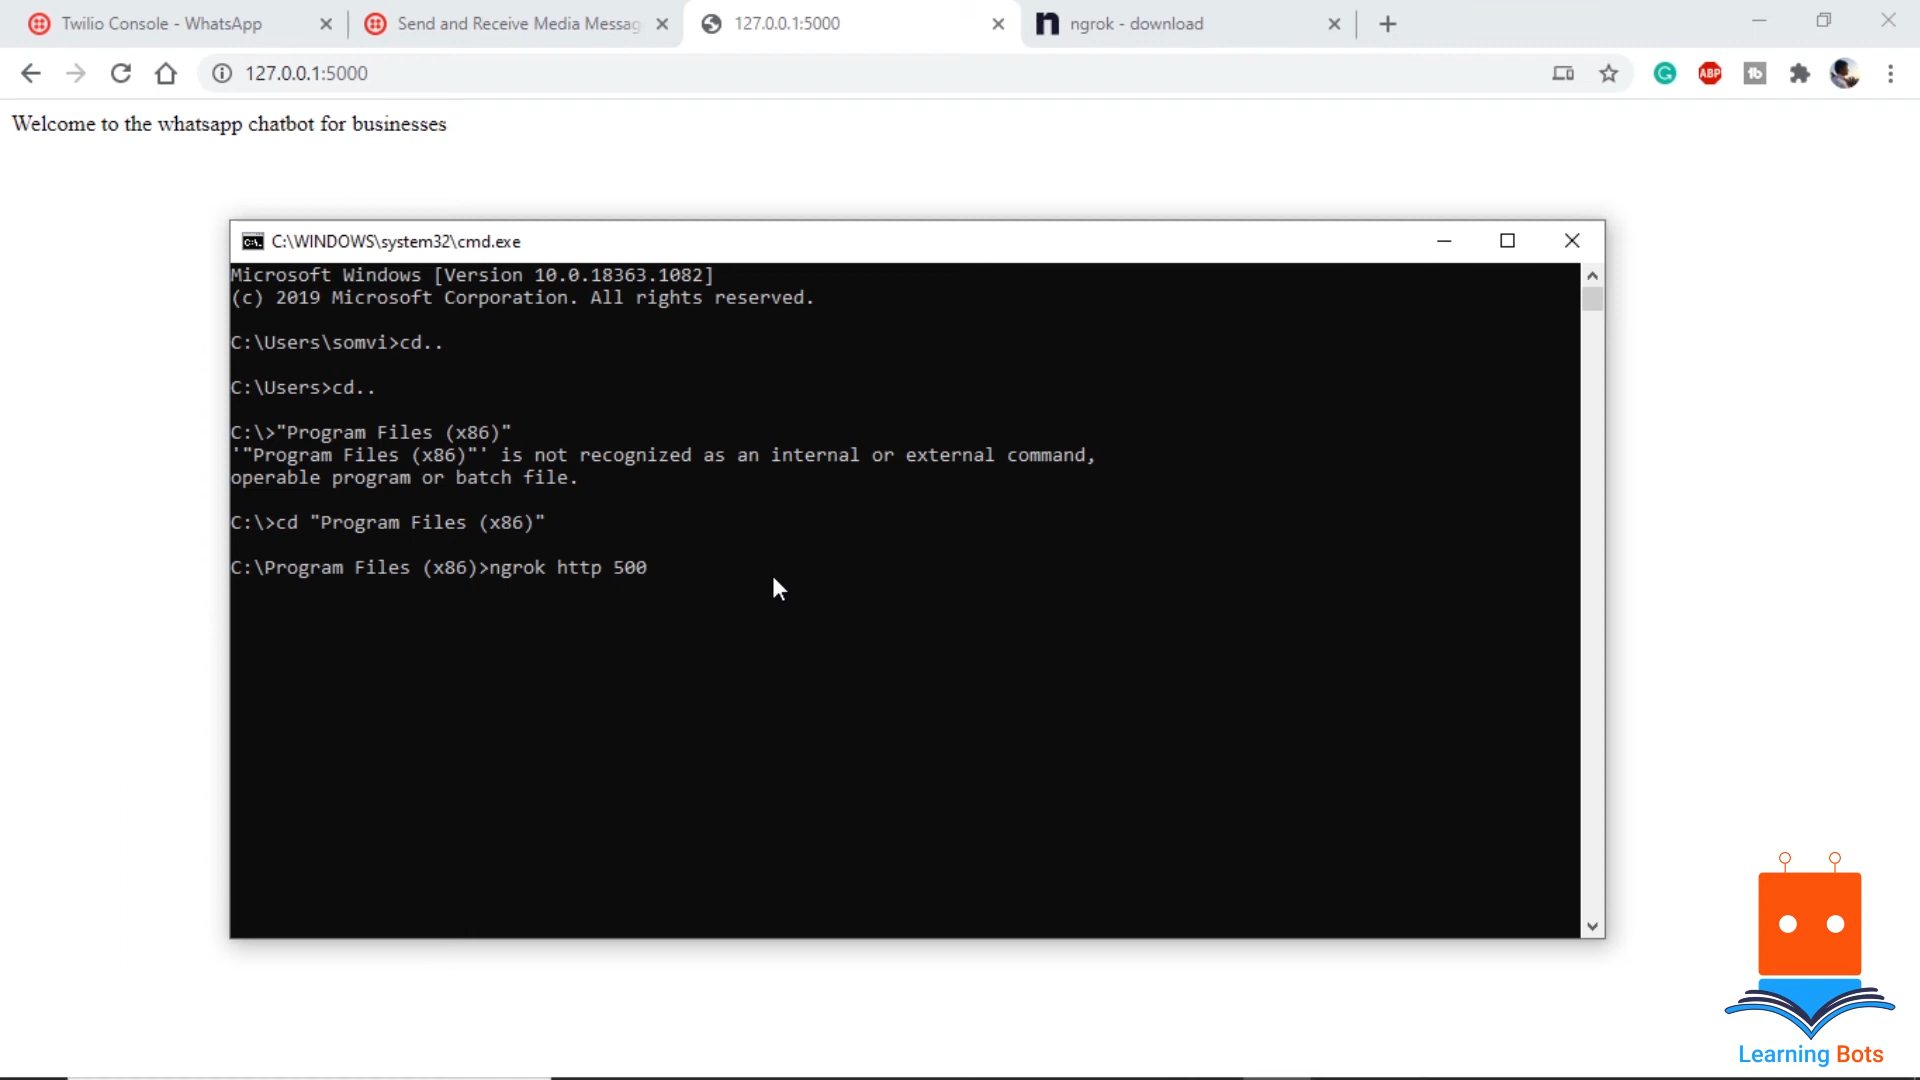 Twilio Console - WhatsApp
Send and Receive Media Messag
127.0.0.1:5000
ngrok - download
127.0.0.1:5000
ABP
Welcome to the whatsapp chatbot for businesses
C:\WINDOWS\system32\cmd.exe
Microsoft Windows [Version 10.0.18363.1082]
(c) 2019 Microsoft Corporation. All rights reserved.
C:\Users\somvi>cd..
C:\Users>cd..
C:\>"Program Files (x86)"
'"Program Files (x86)"' is not recognized as an internal or external command,
operable program or batch file.
C:\>cd "Program Files (x86)"
C:\Program Files (x86)>ngrok http 500
Learning Bots